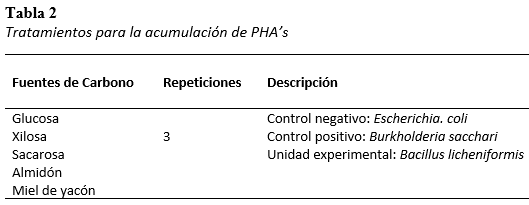 Tabla 2
Tratamientos para la acumulación de PHA’s
Fuentes de Carbono Repeticiones Descripción
Glucosa Control negativo: Escherichia. coli
Xilosa 3 Control positivo: Burkholderia sacchari
Sacarosa Unidad experimental: Bacillus licheniformis
Almidón
Miel de yacón